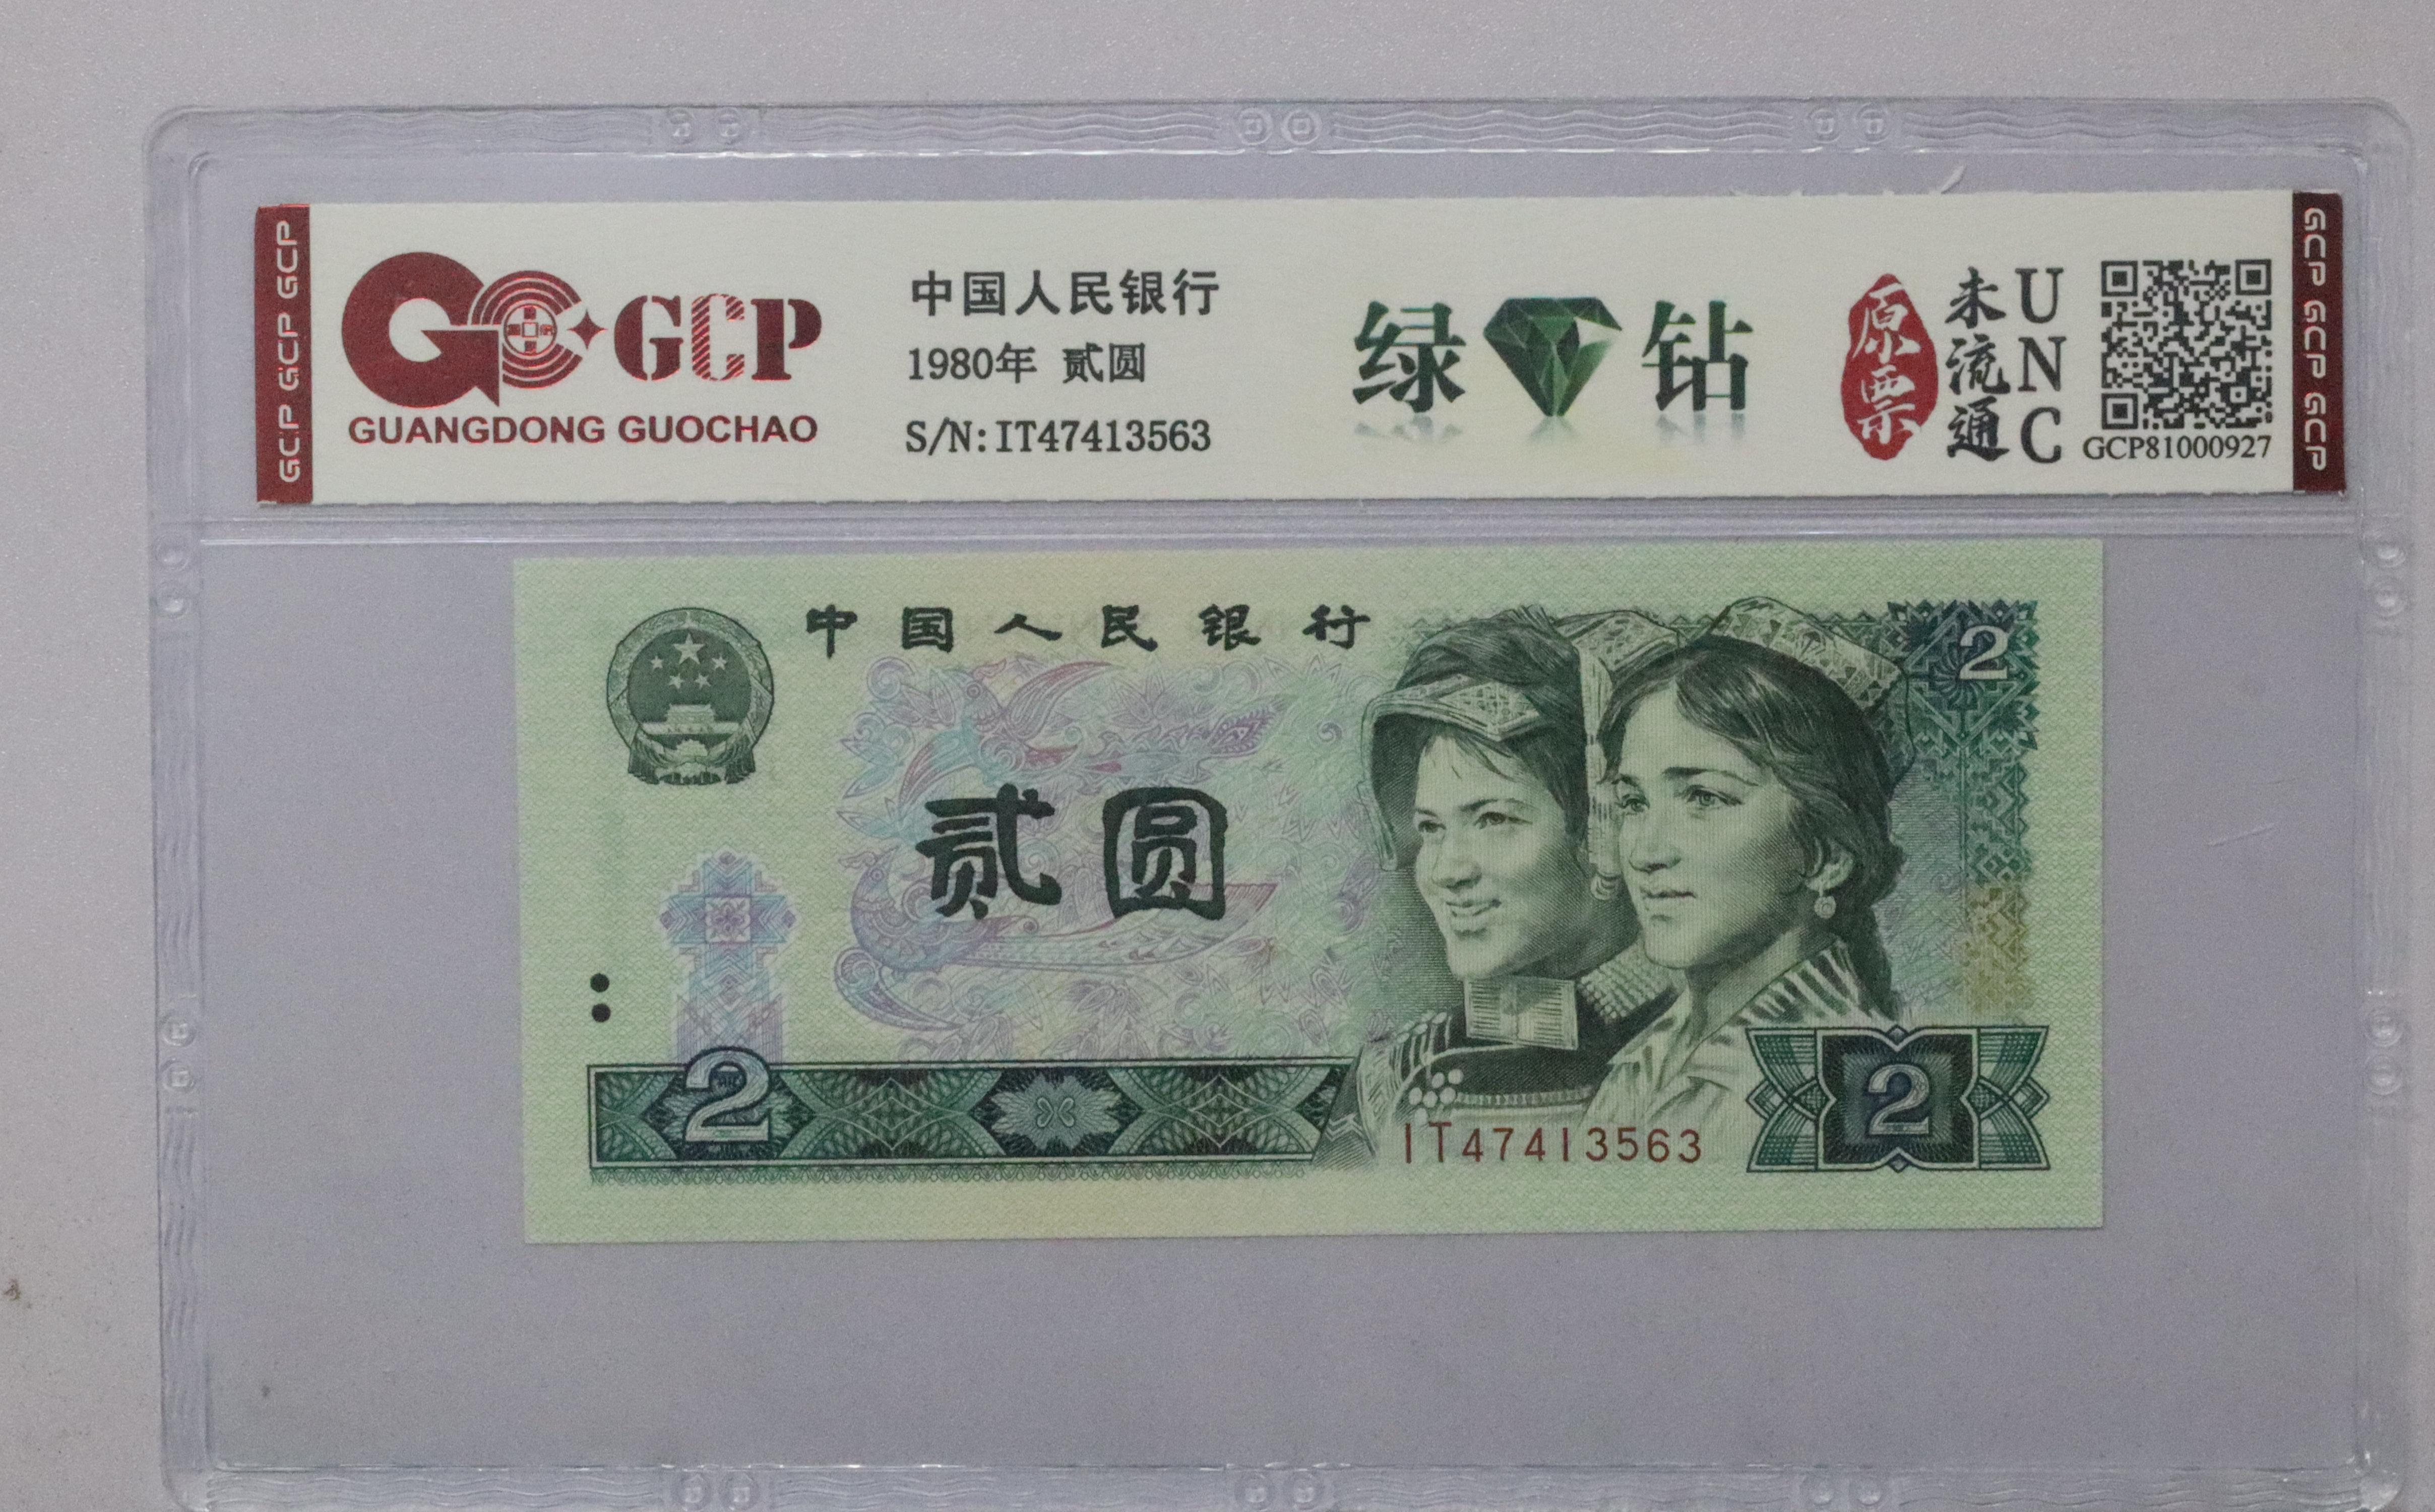 GCP GCP GCP
GCP
GUANGDONG GUOCHAO
中国人民银行
1980年 贰圆
S/N:IT47413563
绿 钻
原票
未流通
UNC
GCP81000927
GCP GCP GCP
中国人民银行
2
贰圆
2
IT47413563
2